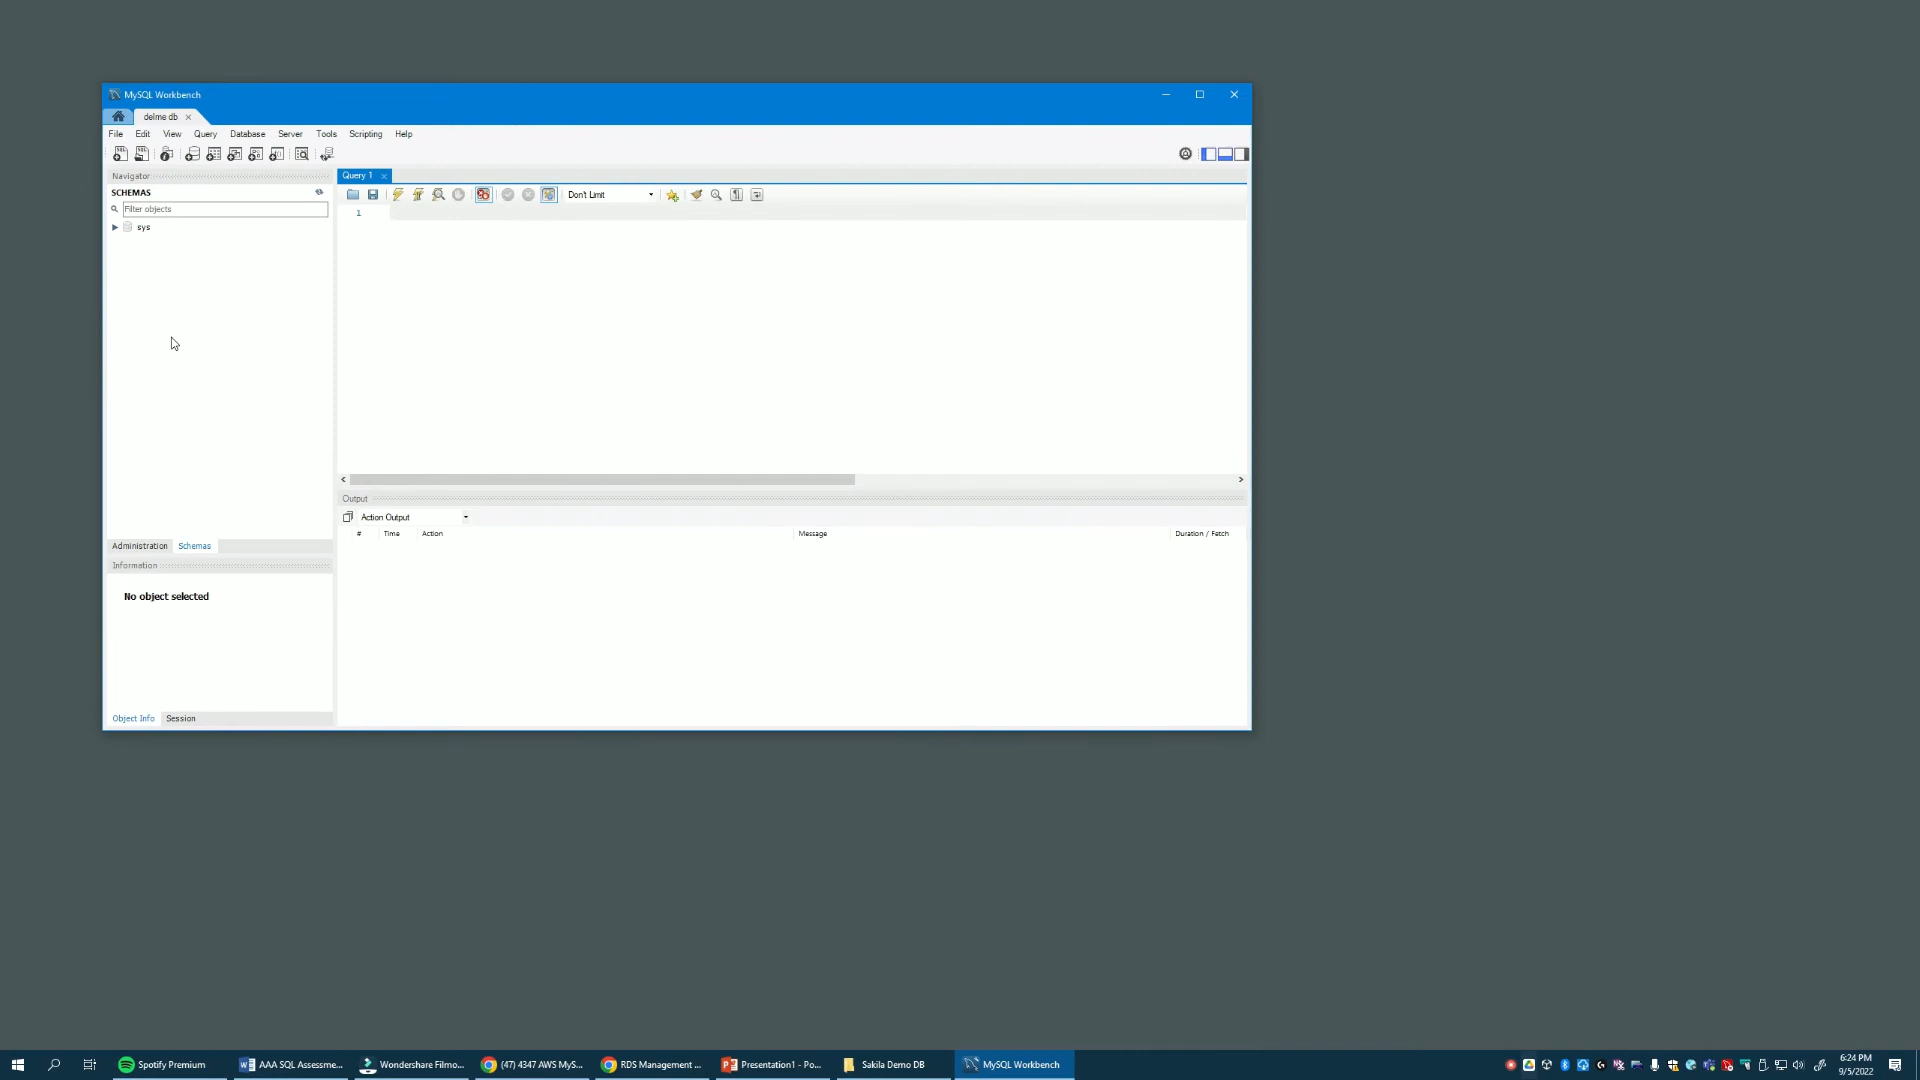 MySQL Workbench
delme db
File Edit View Query Database Server Tools Scripting Help
Navigator
SCHEMAS
Filter objects
sys
Administration Schemas
Information
No object selected
Object Info Session
Query 1
Don't Limit
1
Output
Action Output
# Time Action Message Duration / Fetch
Spotify Premium
AAA SQL Assessme...
Wondershare Filmo...
(47) 4347 AWS MyS...
RDS Management ...
Presentation1 - Po...
Sakila Demo DB
MySQL Workbench
6:24 PM
9/5/2022